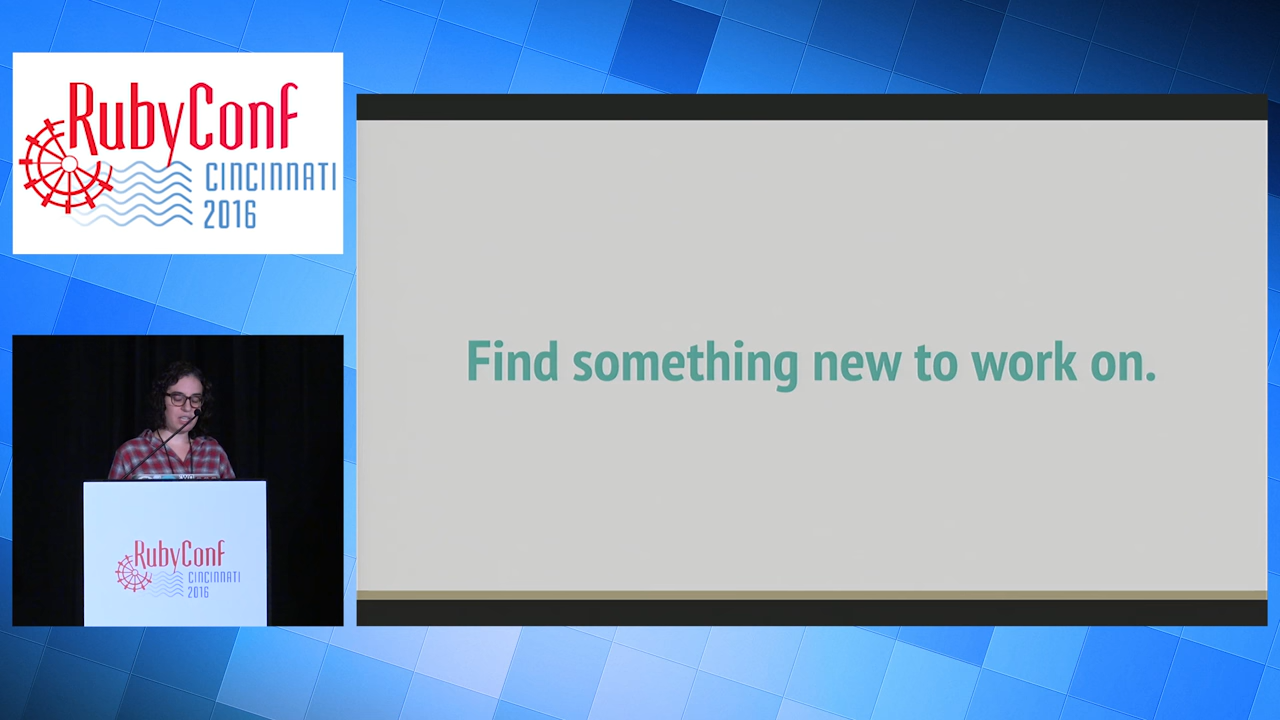 RubyConf
CINCINNATI
2016
Find something new to work on.
RubyConf
CINCINNATI
2016